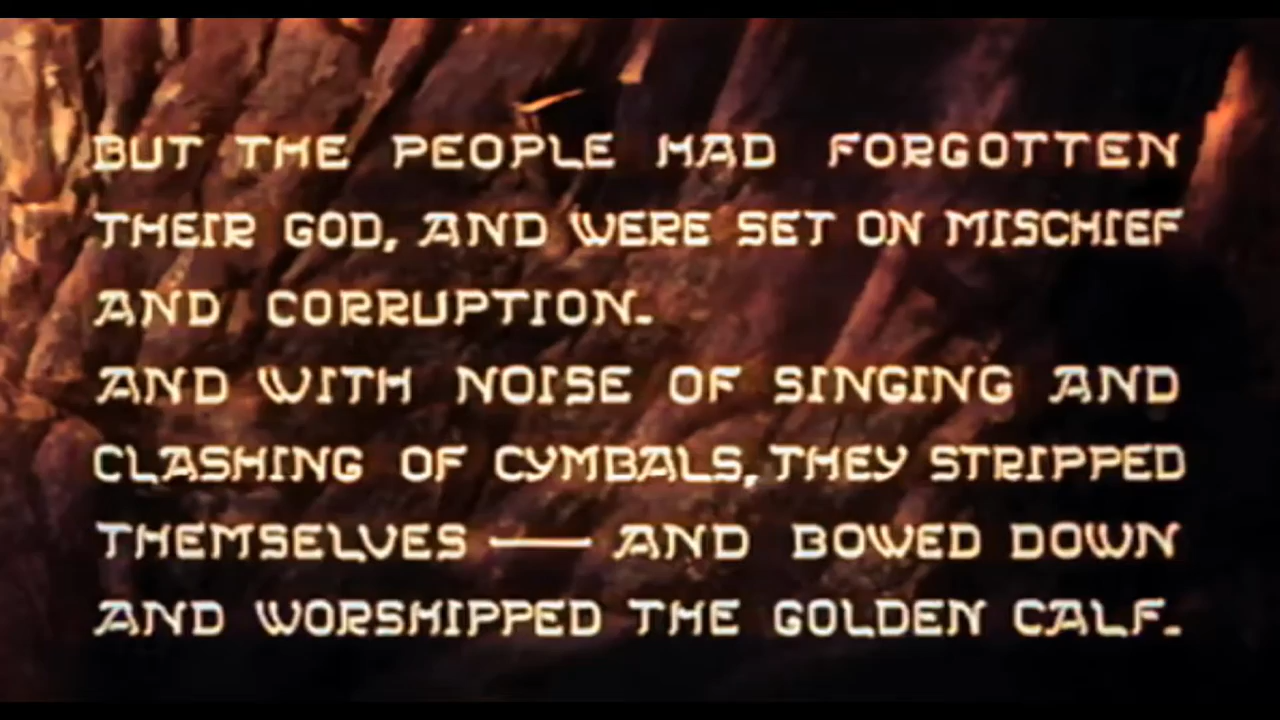 BUT THE PEOPLE HAD FORGOTTEN
THEIR GOD, AND WERE SET ON MISCHIEF
AND CORRUPTION.
AND WITH NOISE OF SINGING AND
CLASHING OF CYMBALS, THEY STRIPPED
THEMSELVES — AND BOWED DOWN
AND WORSHIPPED THE GOLDEN CALF.